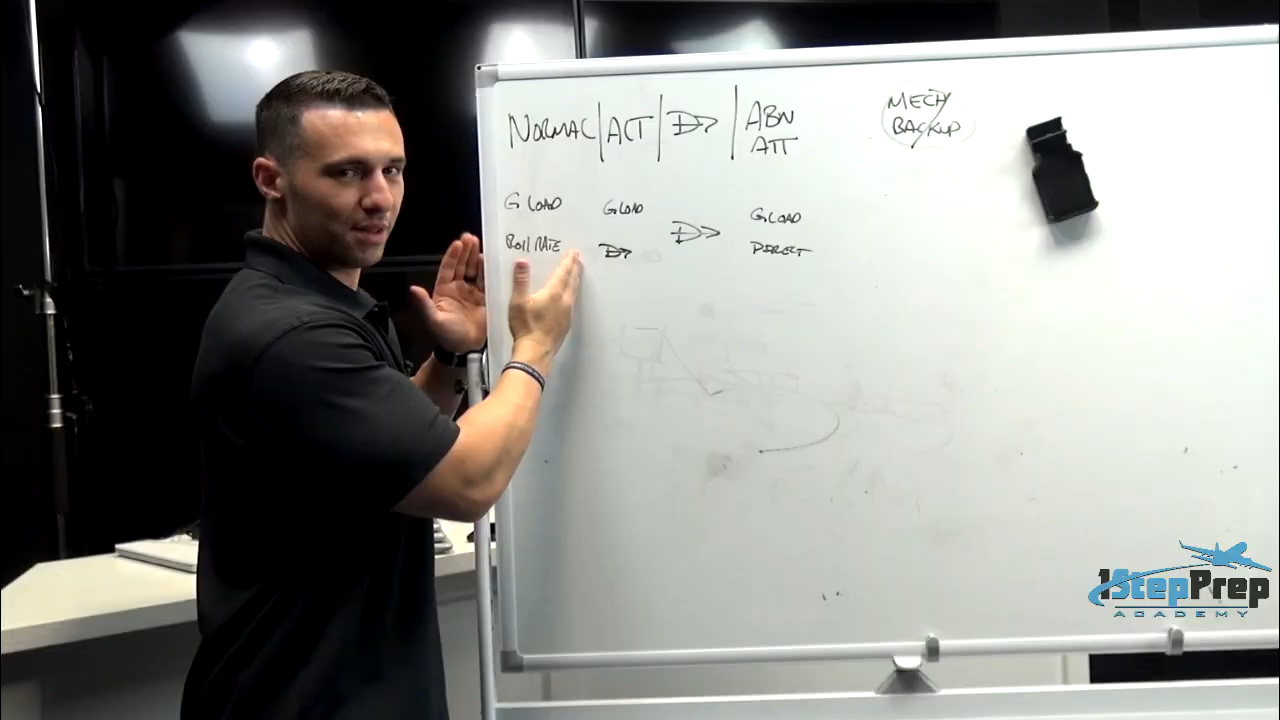 NORMAL | ACT | D→ | ABN
ATT
MECH
BACKUP
G LOAD
G LOAD
D→
G LOAD
ROLL RATE
D→
DIRECT
1StepPrep
ACADEMY